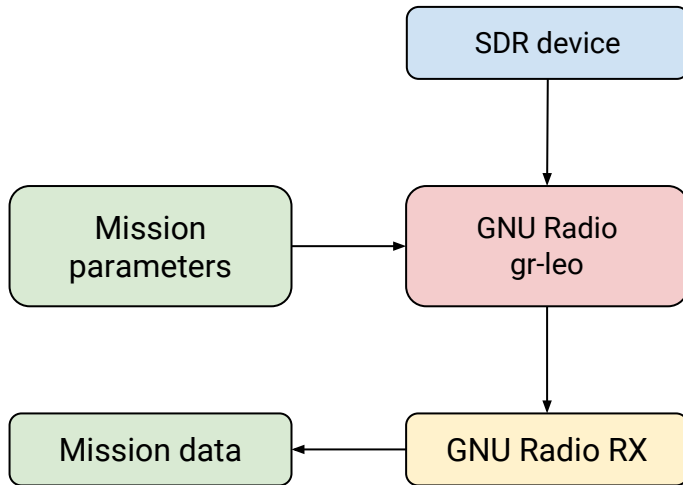 SDR device
Mission
parameters
GNU Radio
gr-leo
Mission data
GNU Radio RX